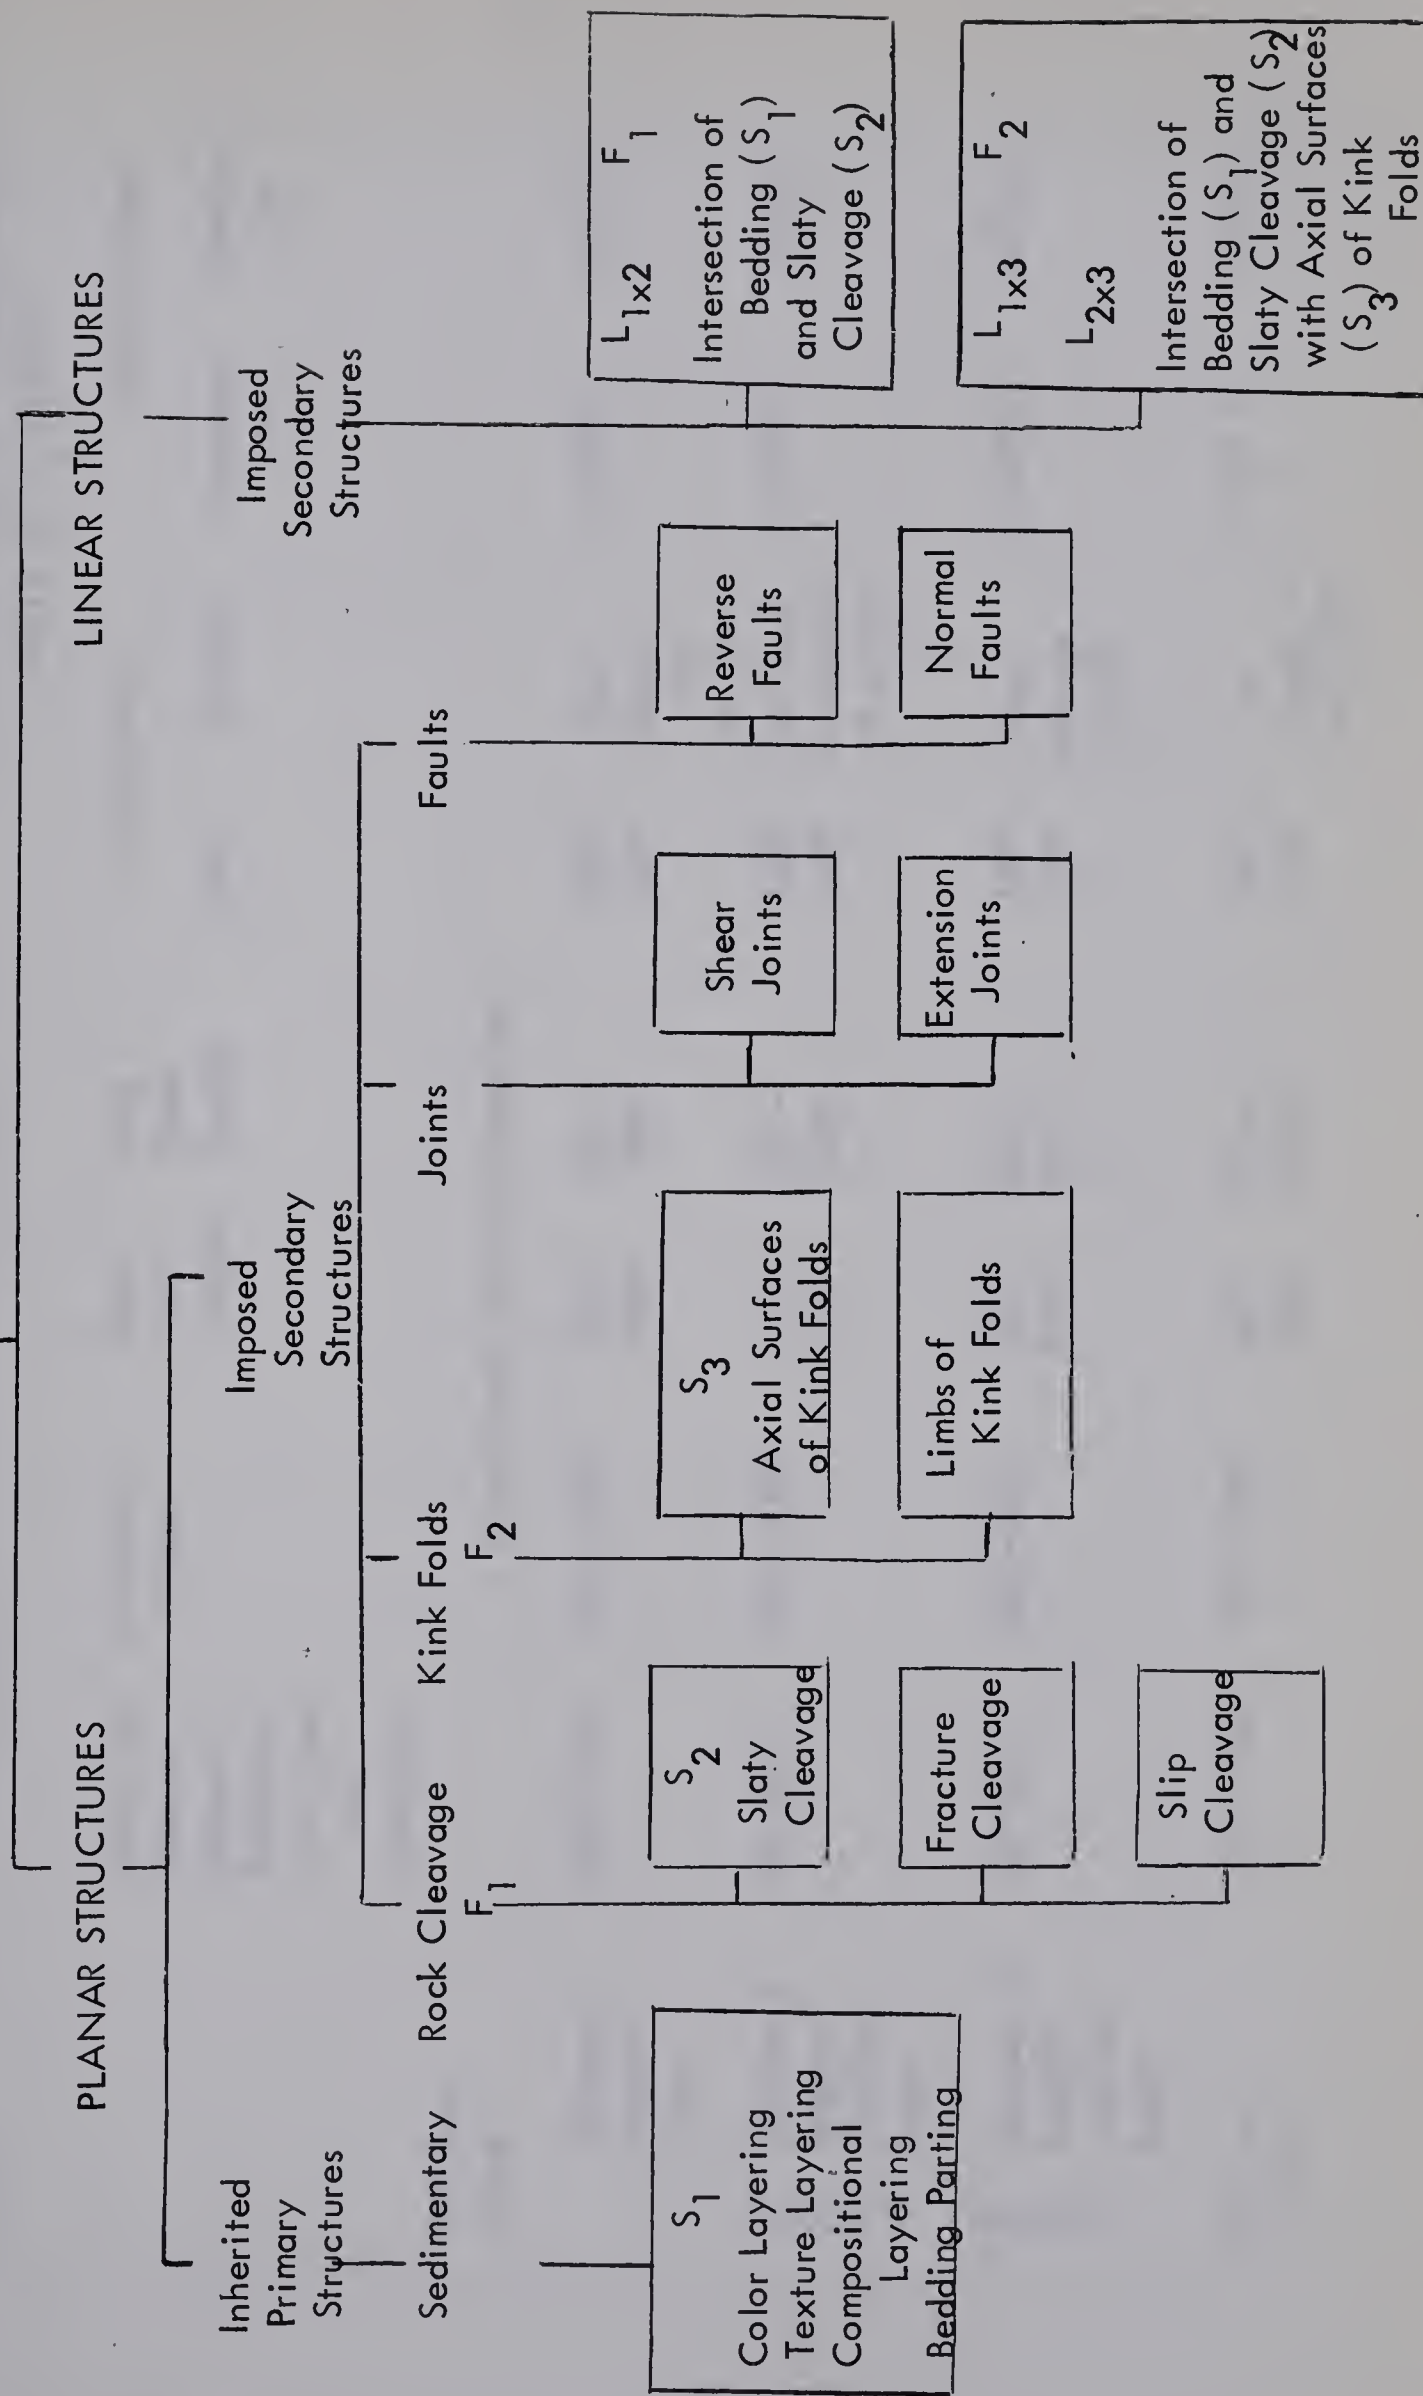 PLANAR STRUCTURES
LINEAR STRUCTURES
Inherited
Primary
Structures
Imposed
Secondary
Structures
Imposed
Secondary
Structures
Sedimentary
Rock Cleavage
F1
Kink Folds
F2
Joints
Faults
S1
Color Layering
Texture Layering
Compositional
Layering
Bedding Parting
S2
Slaty
Cleavage
Fracture
Cleavage
Slip
Cleavage
S3
Axial Surfaces
of Kink Folds
Limbs of
Kink Folds
Shear
Joints
Extension
Joints
Reverse
Faults
Normal
Faults
L1x2 F1
Intersection of
Bedding (S1)
and Slaty
Cleavage (S2)
L1x3 F2
L2x3
Intersection of
Bedding (S1) and
Slaty Cleavage (S2
with Axial Surfaces
(S3) of Kink
Folds